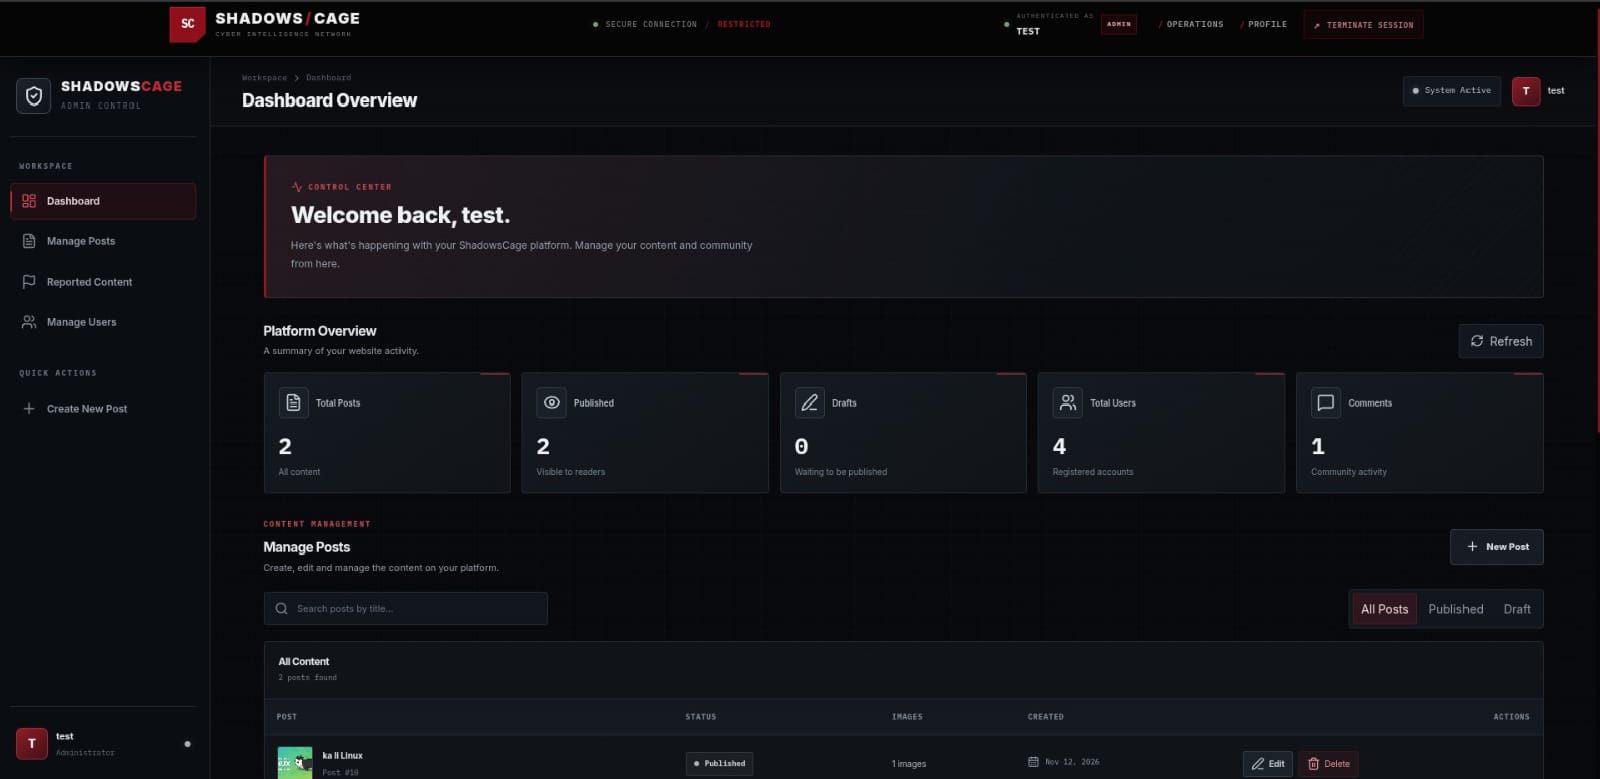 SC
SHADOWS/CAGE
CYBER INTELLIGENCE NETWORK
SECURE CONNECTION / RESTRICTED
AUTHENTICATED AS
TEST
ADMIN
/ OPERATIONS
/ PROFILE
↗ TERMINATE SESSION
SHADOWSCAGE
ADMIN CONTROL
WORKSPACE
Dashboard
Manage Posts
Reported Content
Manage Users
QUICK ACTIONS
+ Create New Post
T
test
Administrator
Workspace > Dashboard
Dashboard Overview
System Active
T
test
CONTROL CENTER
Welcome back, test.
Here's what's happening with your ShadowsCage platform. Manage your content and community
from here.
Platform Overview
A summary of your website activity.
Refresh
Total Posts
2
All content
Published
2
Visible to readers
Drafts
0
Waiting to be published
Total Users
4
Registered accounts
Comments
1
Community activity
CONTENT MANAGEMENT
Manage Posts
Create, edit and manage the content on your platform.
+ New Post
Search posts by title...
All Posts
Published
Draft
All Content
2 posts found
POST
STATUS
IMAGES
CREATED
ACTIONS
ka li Linux
Post #10
Published
1 images
Nov 12, 2026
Edit
Delete